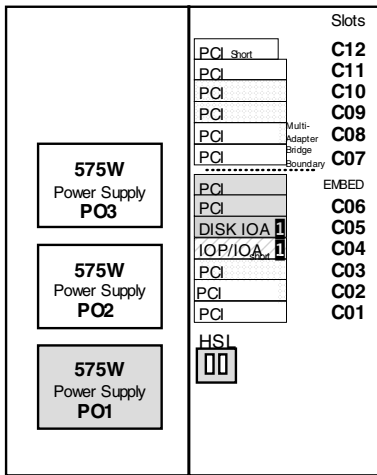 Slots
PCI Short C12
PCI C11
PCI C10
PCI C09
PCI Multi-Adapter Bridge Boundary C08
PCI C07
PCI EMBED
PCI C06
DISK IOA 1 C05
IOP/IOA short 1 C04
PCI C03
PCI C02
PCI C01
HSL
575W
Power Supply
PO3
575W
Power Supply
PO2
575W
Power Supply
PO1